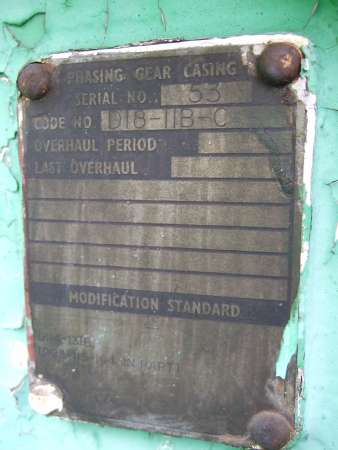 PHASING GEAR CASING
SERIAL NO. 33
CODE NO D18-11B-C
OVERHAUL PERIOD
LAST OVERHAUL
MODIFICATION STANDARD